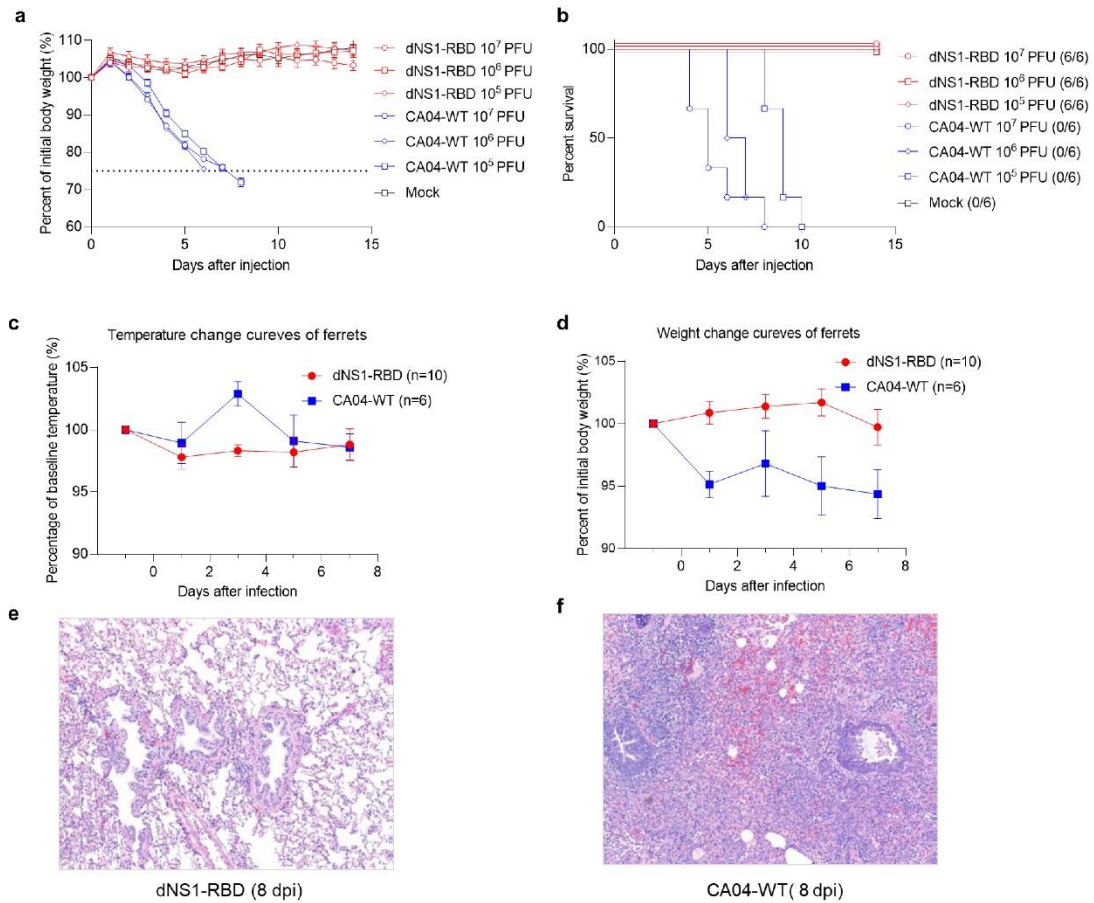 a
Percent of initial body weight (%)
110
100
90
80
70
60
0
5
10
15
Days after injection
dNS1-RBD 10⁷ PFU
dNS1-RBD 10⁶ PFU
dNS1-RBD 10⁵ PFU
CA04-WT 10⁷ PFU
CA04-WT 10⁶ PFU
CA04-WT 10⁵ PFU
Mock
b
Percent survival
100
50
0
0
5
10
15
Days after injection
dNS1-RBD 10⁷ PFU (6/6)
dNS1-RBD 10⁶ PFU (6/6)
dNS1-RBD 10⁵ PFU (6/6)
CA04-WT 10⁷ PFU (0/6)
CA04-WT 10⁶ PFU (0/6)
CA04-WT 10⁵ PFU (0/6)
Mock (0/6)
c
Temperature change cureves of ferrets
Percentage of baseline temperature (%)
105
100
95
90
0
2
4
6
8
Days after infection
dNS1-RBD (n=10)
CA04-WT (n=6)
d
Weight change cureves of ferrets
Percent of initial body weight (%)
105
100
95
90
0
2
4
6
8
Days after infection
dNS1-RBD (n=10)
CA04-WT (n=6)
e
dNS1-RBD (8 dpi)
f
CA04-WT( 8 dpi)